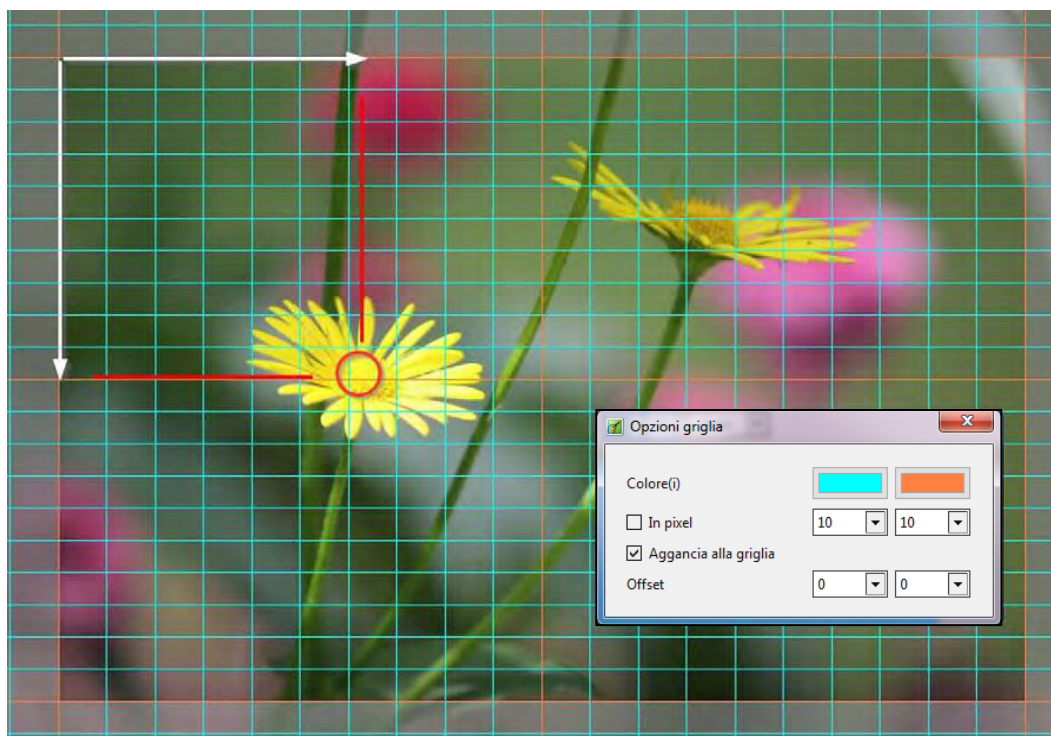 Opzioni griglia
Colore(i)
In pixel 10 10
Aggancia alla griglia
Offset 0 0